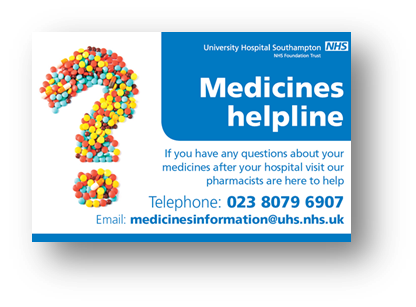 University Hospital Southampton NHS
NHS Foundation Trust
Medicines
helpline
If you have any questions about your
medicines after your hospital visit our
pharmacists are here to help
Telephone: 023 8079 6907
Email: medicinesinformation@uhs.nhs.uk